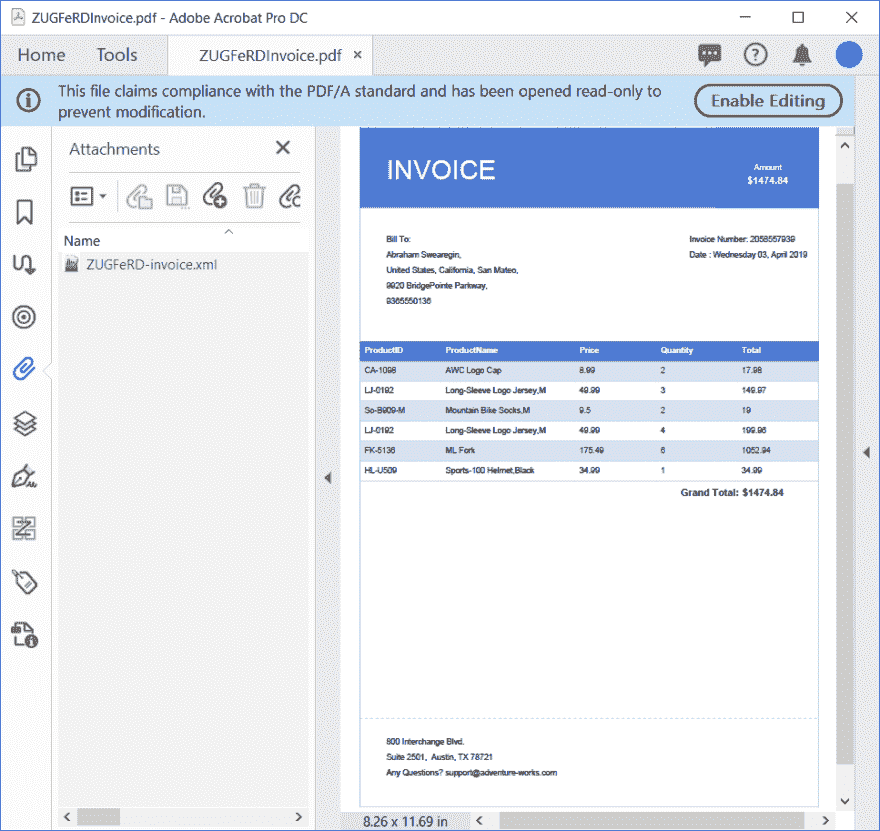 ZUGFeRDInvoice.pdf - Adobe Acrobat Pro DC
Home Tools ZUGFeRDInvoice.pdf
This file claims compliance with the PDF/A standard and has been opened read-only to
prevent modification.
Enable Editing
Attachments
Name
ZUGFeRD-invoice.xml
INVOICE
Amount
$1474.84
Bill To:
Abraham Swearegin,
United States, California, San Mateo,
9920 BridgePointe Parkway,
9365550136
Invoice Number: 2058557939
Date : Wednesday 03, April 2019
ProductID ProductName Price Quantity Total
CA-1098 AWC Logo Cap 8.99 2 17.98
LJ-0192 Long-Sleeve Logo Jersey,M 49.99 3 149.97
So-B909-M Mountain Bike Socks,M 9.5 2 19
LJ-0192 Long-Sleeve Logo Jersey,M 49.99 4 199.96
FK-5136 ML Fork 175.49 6 1052.94
HL-U509 Sports-100 Helmet,Black 34.99 1 34.99
Grand Total: $1474.84
800 Interchange Blvd.
Suite 2501, Austin, TX 78721
Any Questions? support@adventure-works.com
8.26 x 11.69 in